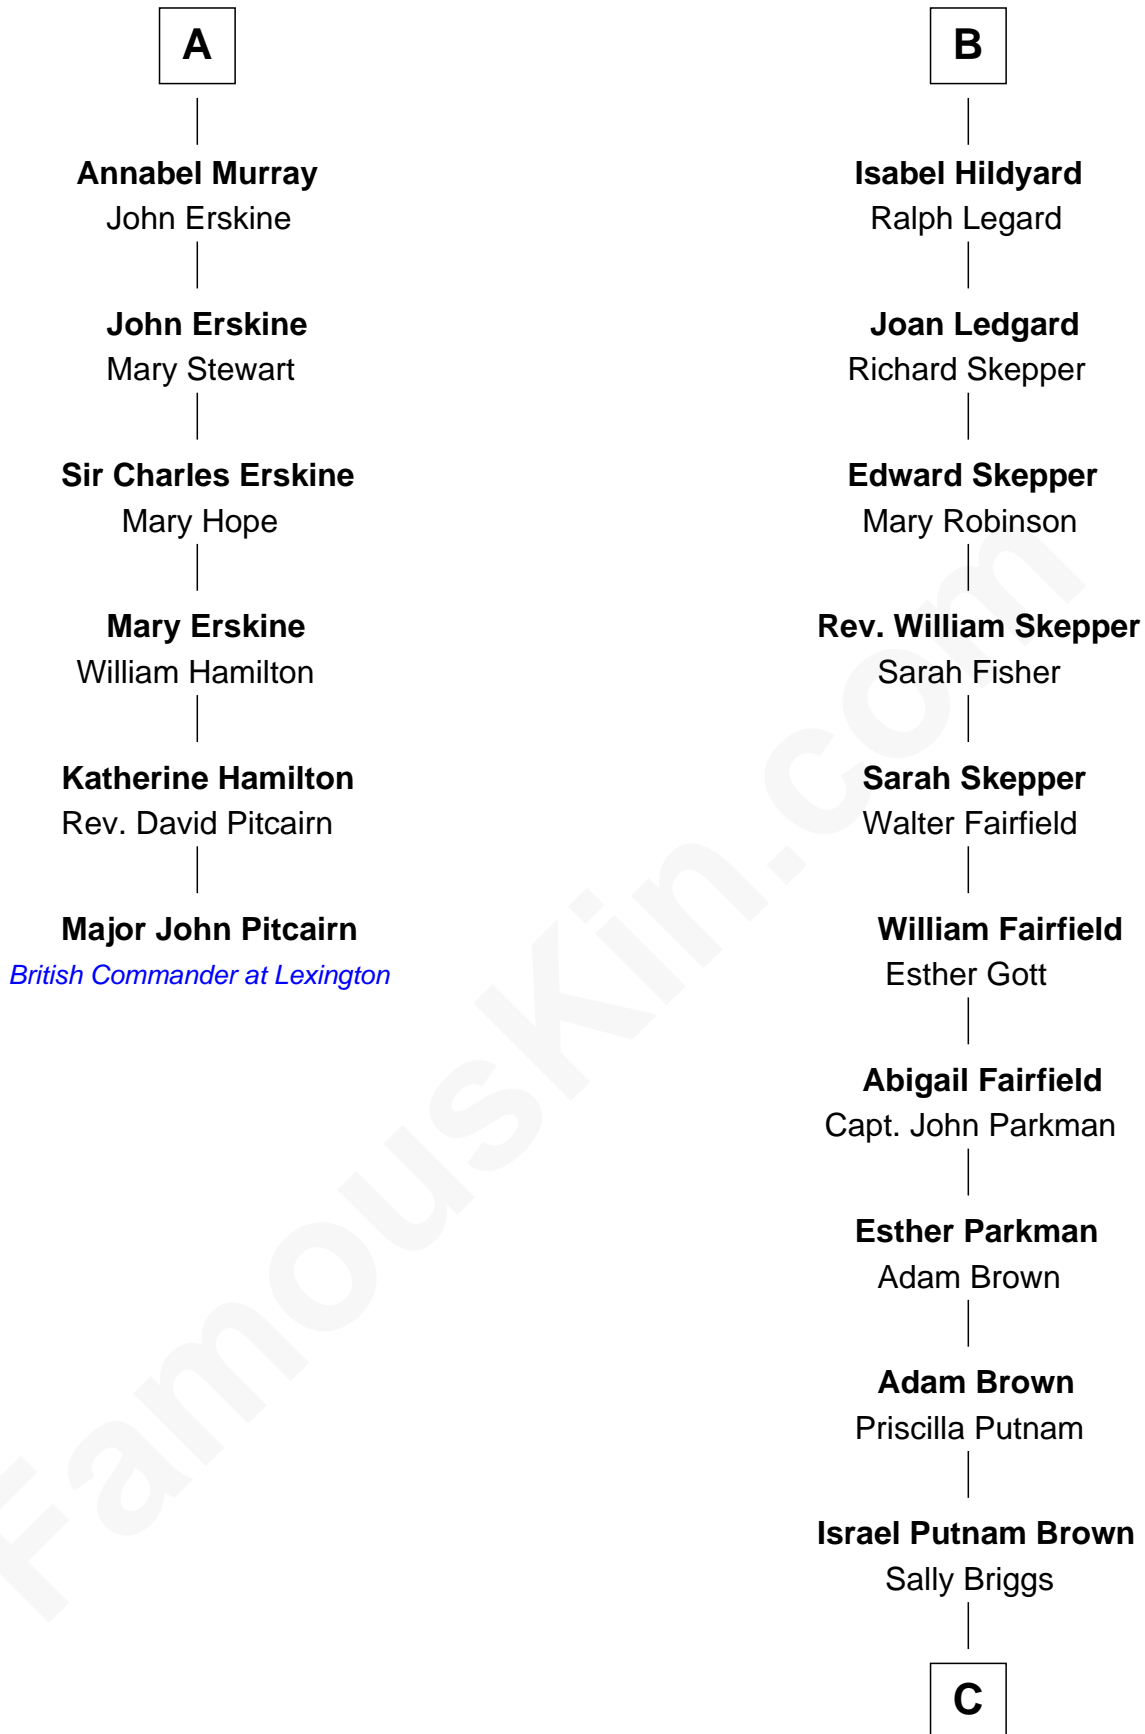 A
Annabel Murray
John Erskine
John Erskine
Mary Stewart
Sir Charles Erskine
Mary Hope
Mary Erskine
William Hamilton
Katherine Hamilton
Rev. David Pitcairn
Major John Pitcairn
British Commander at Lexington
B
Isabel Hildyard
Ralph Legard
Joan Ledgard
Richard Skepper
Edward Skepper
Mary Robinson
Rev. William Skepper
Sarah Fisher
Sarah Skepper
Walter Fairfield
William Fairfield
Esther Gott
Abigail Fairfield
Capt. John Parkman
Esther Parkman
Adam Brown
Adam Brown
Priscilla Putnam
Israel Putnam Brown
Sally Briggs
C
FamousKin.com